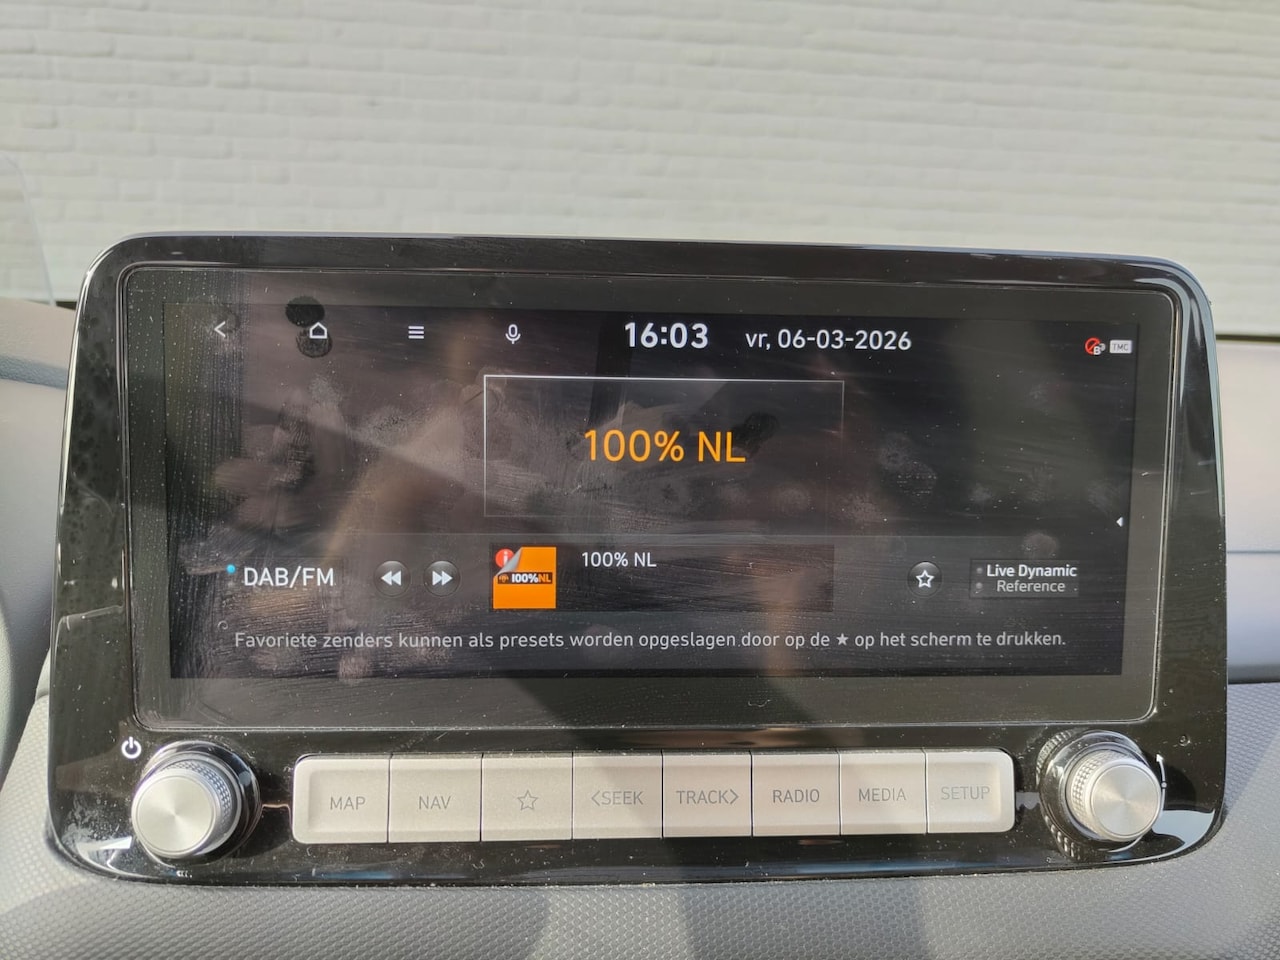 16:03 vr, 06-03-2026
TMC
100% NL
DAB/FM
100%NL
100% NL
Live Dynamic
Reference
Favoriete zenders kunnen als presets worden opgeslagen door op de ★ op het scherm te drukken.
MAP NAV ☆ <SEEK TRACK> RADIO MEDIA SETUP